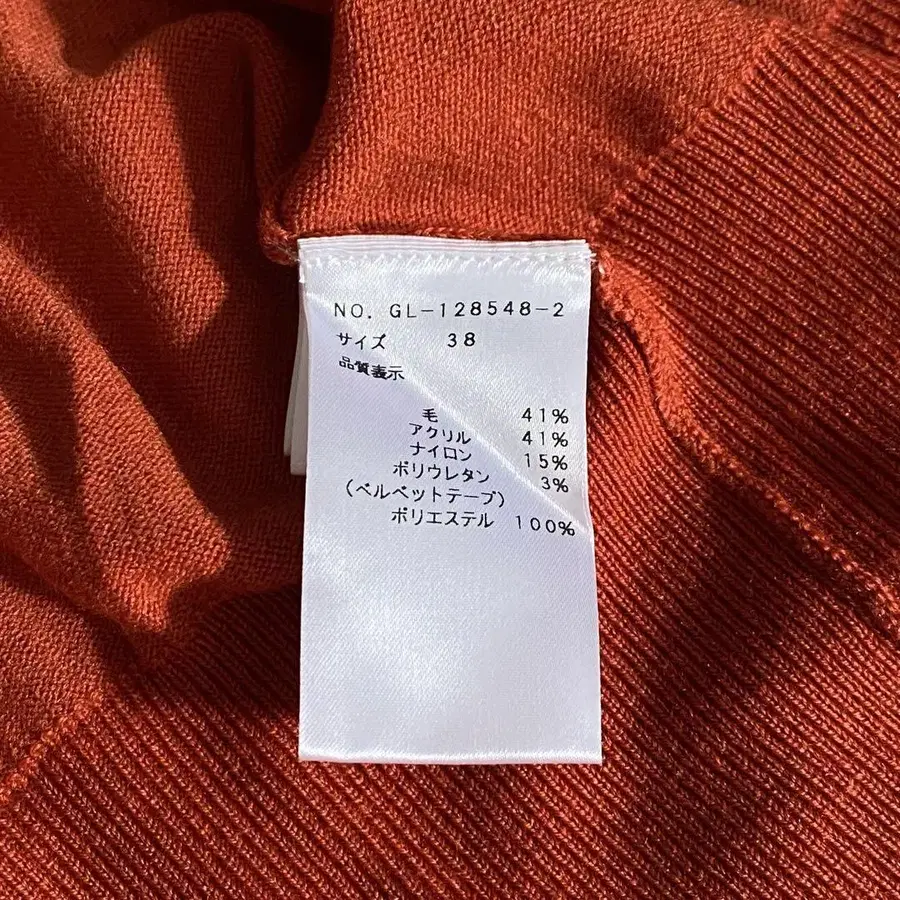 NO. GL-128548-2
サイズ 38
品質表示
毛 41%
アクリル 41%
ナイロン 15%
ポリウレタン 3%
(ベルベットテープ)
ポリエステル 100%